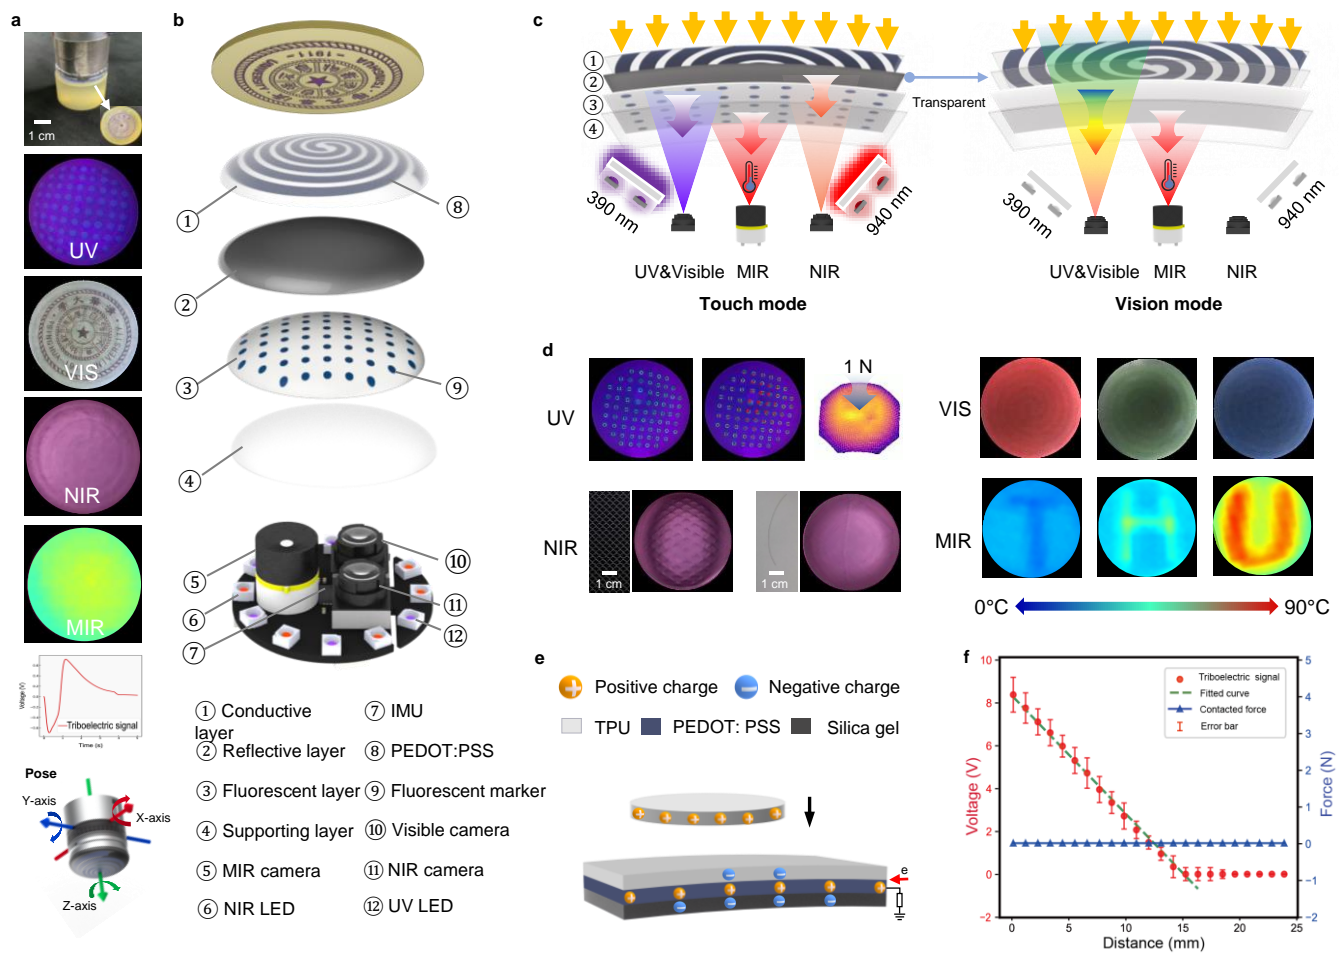 a
1 cm
UV
VIS
NIR
MIR
Voltage (V)
Triboelectric signal
Time (s)
Pose
Y-axis
X-axis
Z-axis
b
1911
①
⑧
②
③
⑨
④
⑤
⑩
⑥
⑪
⑦
⑫
① Conductive
layer
② Reflective layer
③ Fluorescent layer
④ Supporting layer
⑤ MIR camera
⑥ NIR LED
⑦ IMU
⑧ PEDOT:PSS
⑨ Fluorescent marker
⑩ Visible camera
⑪ NIR camera
⑫ UV LED
c
①
②
③
④
Transparent
390 nm
940 nm
UV&Visible MIR NIR
Touch mode
390 nm
940 nm
UV&Visible MIR NIR
Vision mode
d
UV
1 N
NIR
1 cm
1 cm
VIS
MIR
T H U
0°C 90°C
e
+ Positive charge − Negative charge
TPU PEDOT: PSS Silica gel
e
f
Triboelectric signal
Fitted curve
Contacted force
Error bar
Voltage (V)
10
8
6
4
2
0
−2
Force (N)
5
4
3
2
1
0
−1
−2
0 5 10 15 20 25
Distance (mm)